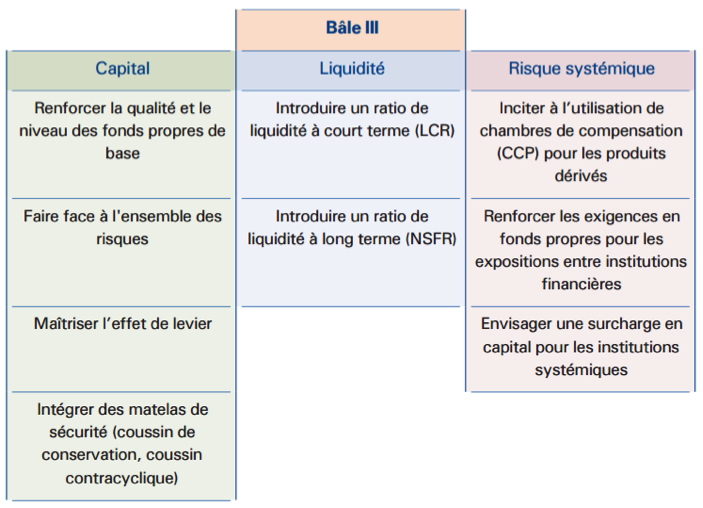 Bâle III
Capital
Liquidité
Risque systémique
Renforcer la qualité et le
niveau des fonds propres de
base
Introduire un ratio de
liquidité à court terme (LCR)
Inciter à l’utilisation de
chambres de compensation
(CCP) pour les produits
dérivés
Faire face à l'ensemble des
risques
Introduire un ratio de
liquidité à long terme (NSFR)
Renforcer les exigences en
fonds propres pour les
expositions entre institutions
financières
Maîtriser l’effet de levier
Envisager une surcharge en
capital pour les institutions
systémiques
Intégrer des matelas de
sécurité (coussin de
conservation, coussin
contracyclique)